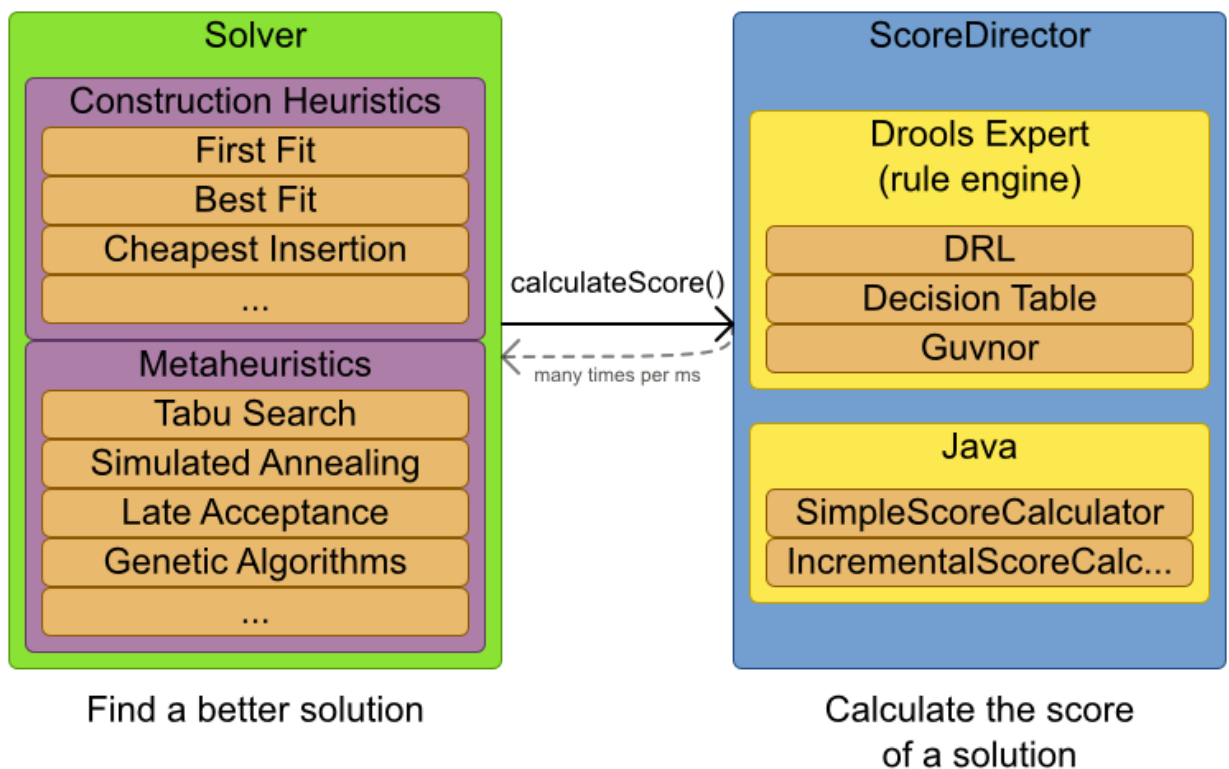 Solver
Construction Heuristics
First Fit
Best Fit
Cheapest Insertion
...
Metaheuristics
Tabu Search
Simulated Annealing
Late Acceptance
Genetic Algorithms
...
Find a better solution
calculateScore()
many times per ms
ScoreDirector
Drools Expert
(rule engine)
DRL
Decision Table
Guvnor
Java
SimpleScoreCalculator
IncrementalScoreCalc...
Calculate the score
of a solution